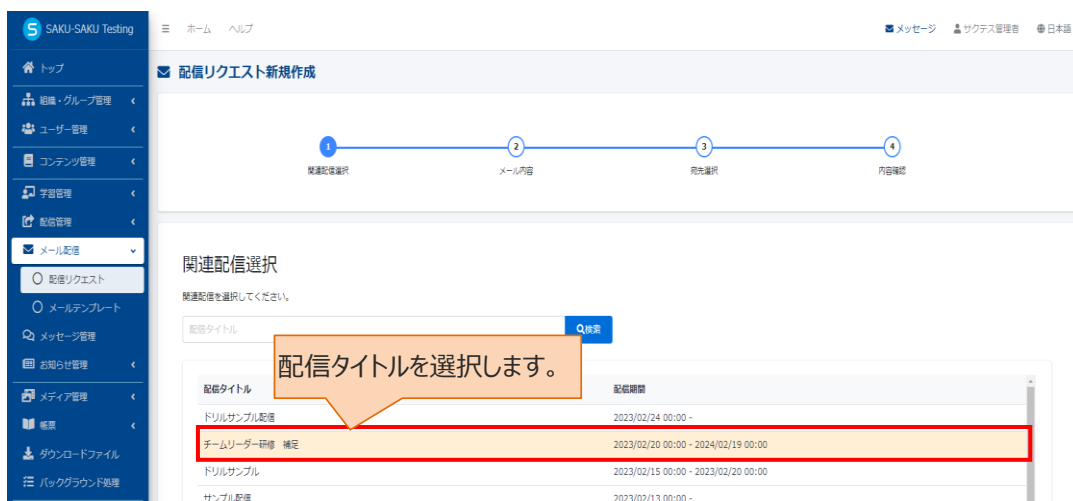 SAKU-SAKU Testing
ホーム ヘルプ
メッセージ サクテス管理者 日本語
トップ
配信リクエスト新規作成
組織・グループ管理
ユーザー管理
コンテンツ管理
学習管理
配信管理
メール配信
配信リクエスト
メールテンプレート
メッセージ管理
お知らせ管理
メディア管理
帳票
ダウンロードファイル
バックグラウンド処理
1 2 3 4
関連配信選択 メール内容 宛先選択 内容確認
関連配信選択
関連配信を選択してください。
配信タイトル 検索
配信タイトルを選択します。
配信タイトル 配信期間
ドリルサンプル配信 2023/02/24 00:00 -
チームリーダー研修 補足 2023/02/20 00:00 - 2024/02/19 00:00
ドリルサンプル 2023/02/15 00:00 - 2023/02/20 00:00
サンプル配信 2023/02/13 00:00 -